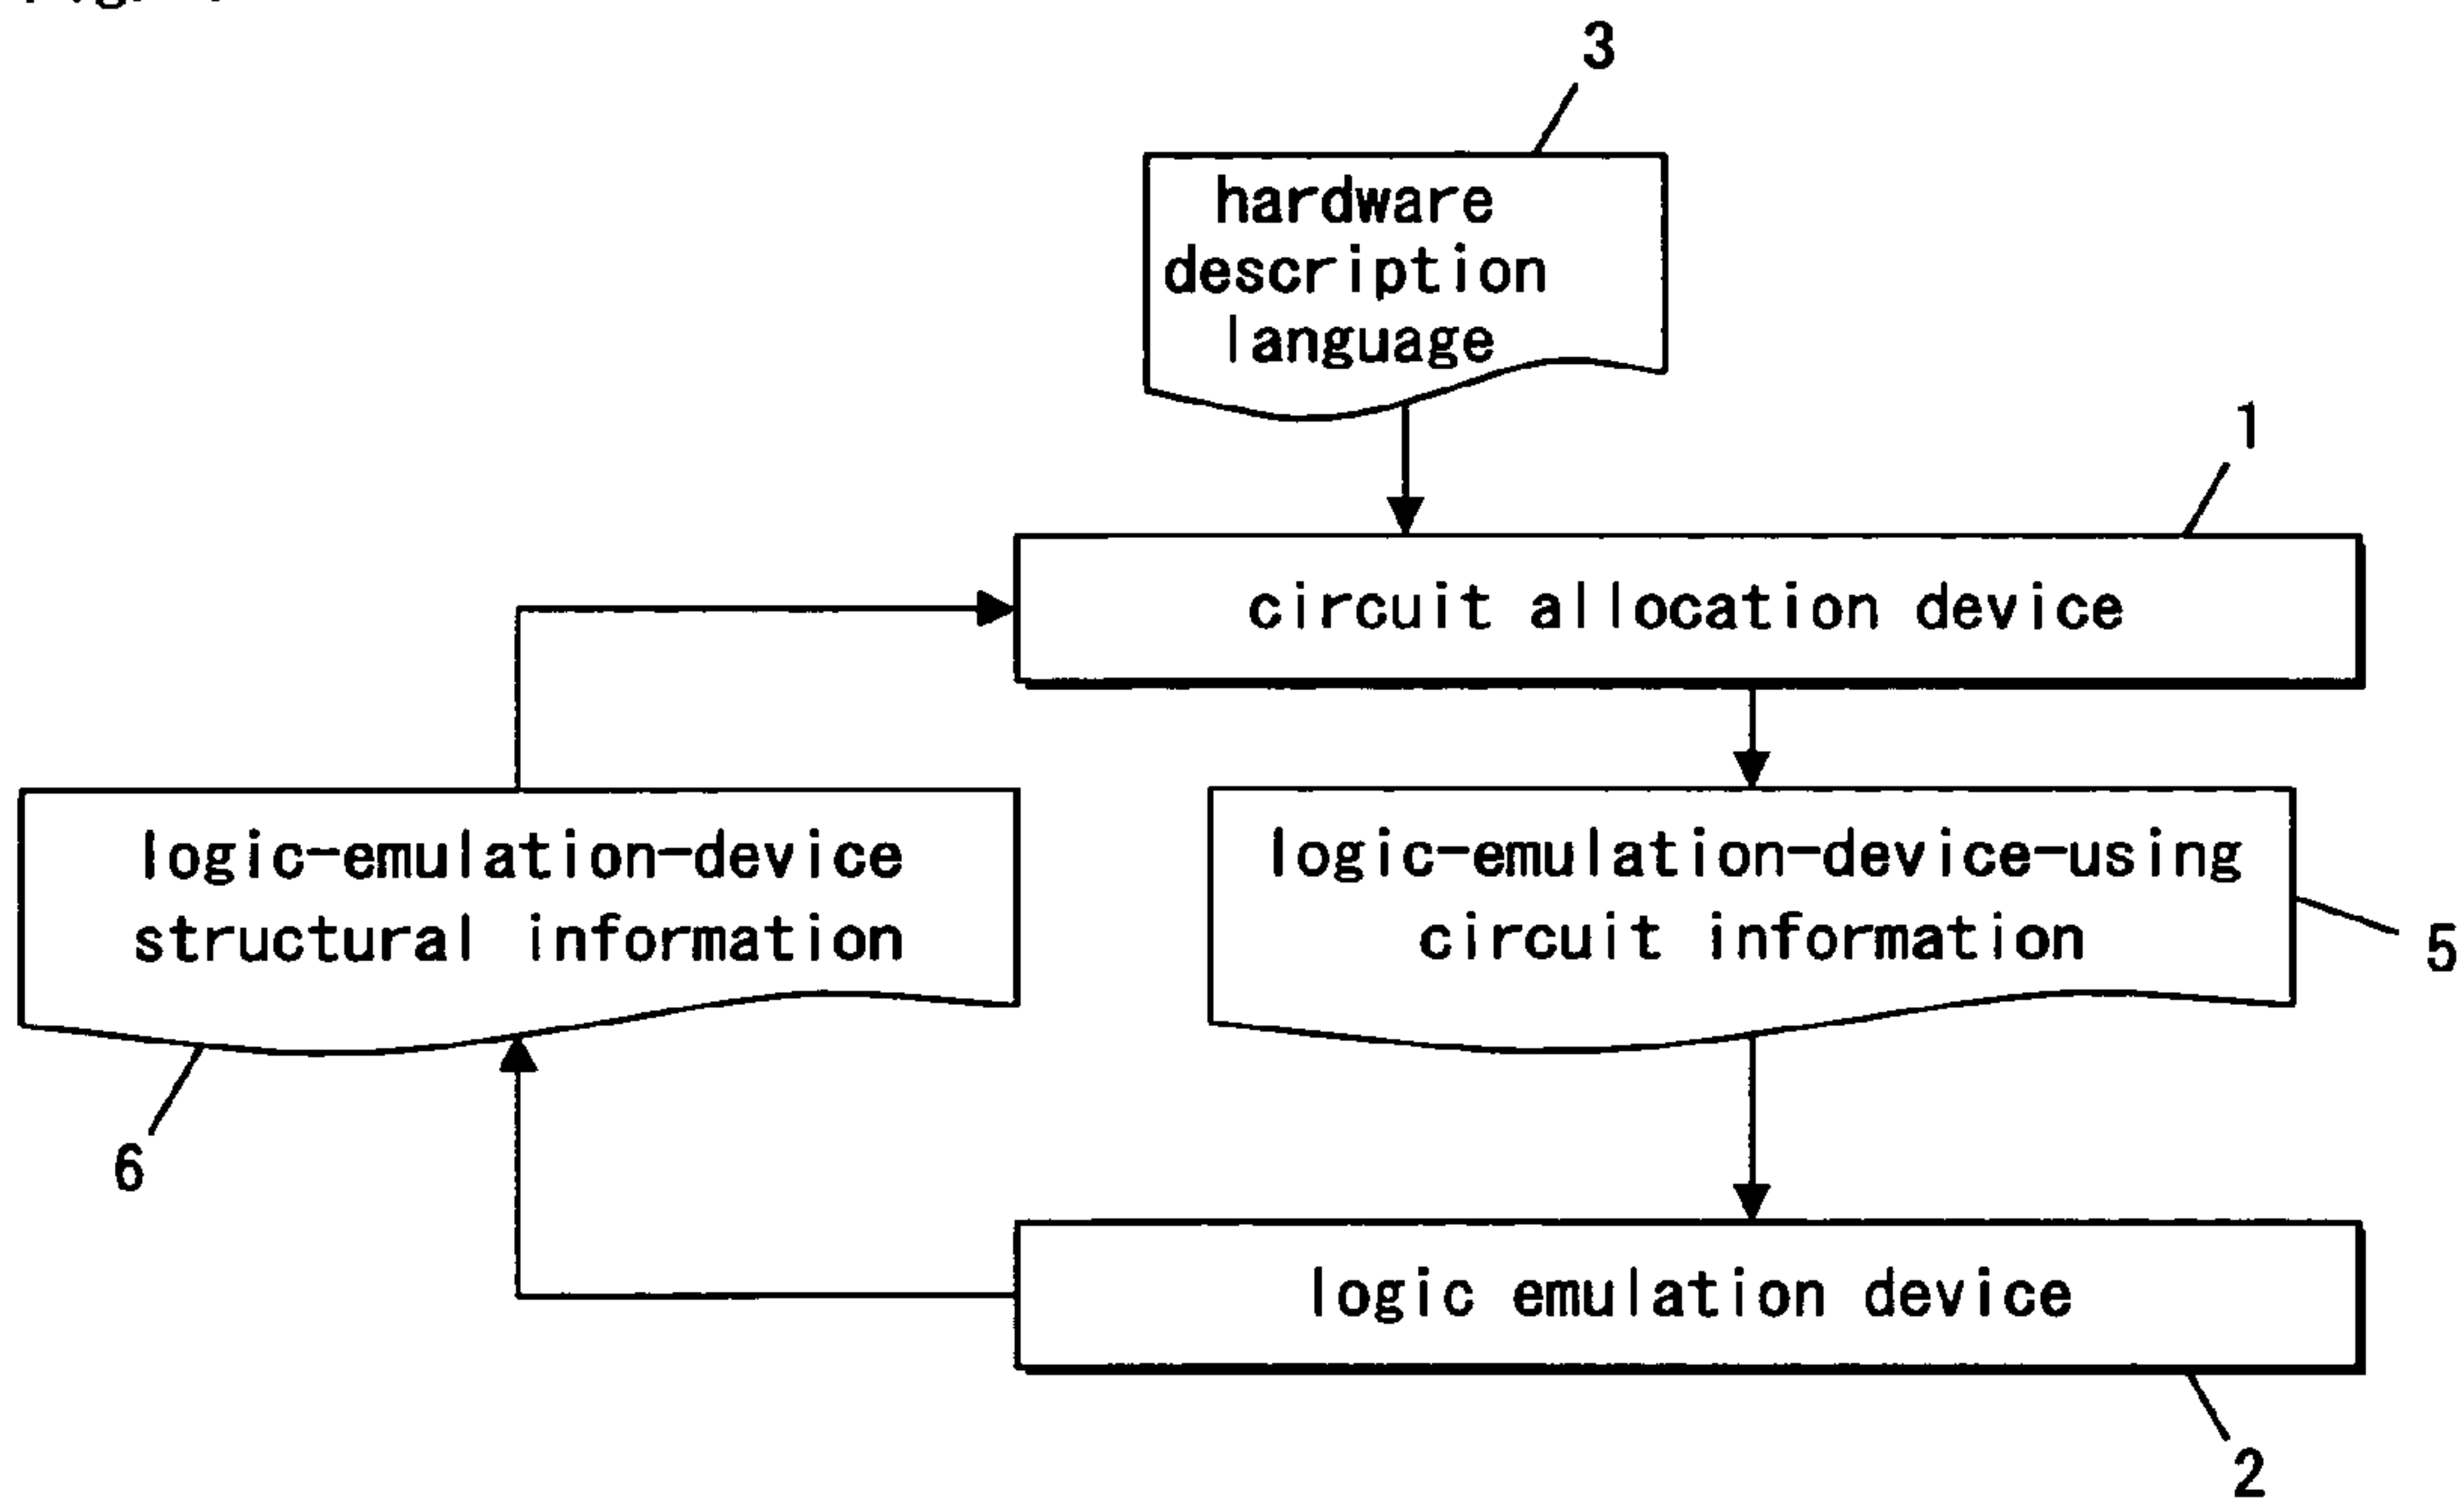 3
hardware
description
language
1
circuit allocation device
logic-emulation-device
structural information
logic-emulation-device-using
circuit information
5
6
logic emulation device
2